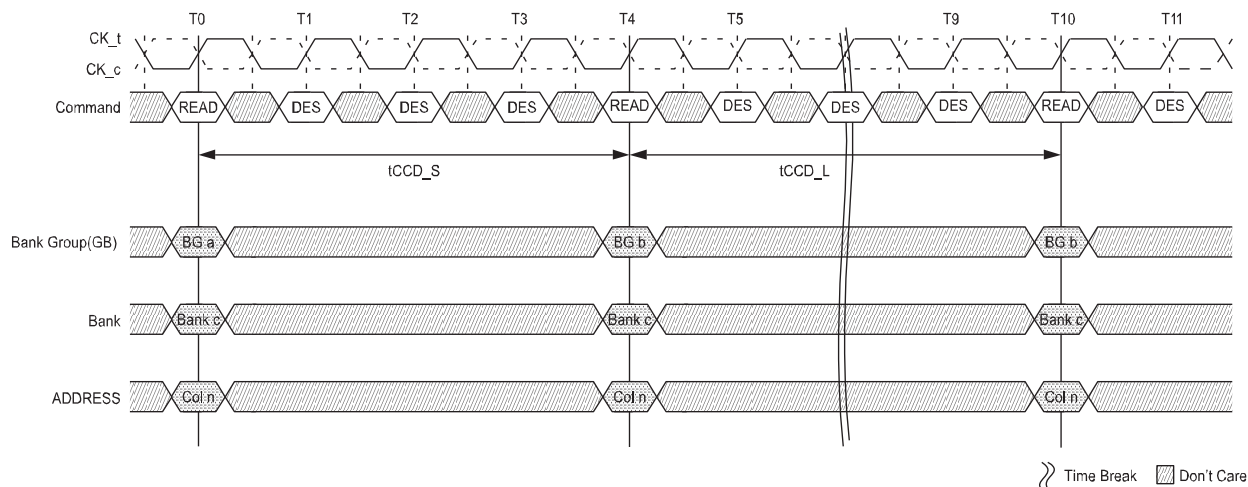 T0 T1 T2 T3 T4 T5 T9 T10 T11
CK_t
CK_c
Command READ DES DES DES READ DES DES DES READ DES
tCCD_S tCCD_L
Bank Group(GB) BG a BG b BG b
Bank Bank c Bank c Bank c
ADDRESS Col n Col n Col n
Time Break Don't Care